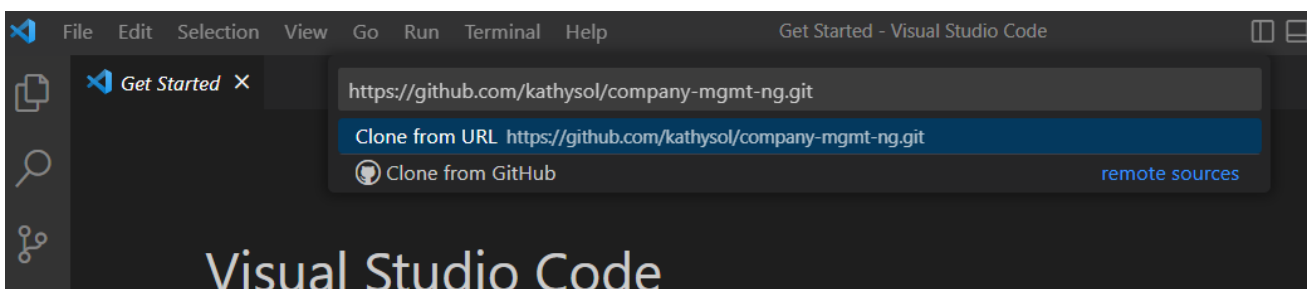 File Edit Selection View Go Run Terminal Help Get Started - Visual Studio Code
Get Started
https://github.com/kathysol/company-mgmt-ng.git
Clone from URL https://github.com/kathysol/company-mgmt-ng.git
Clone from GitHub remote sources
Visual Studio Code